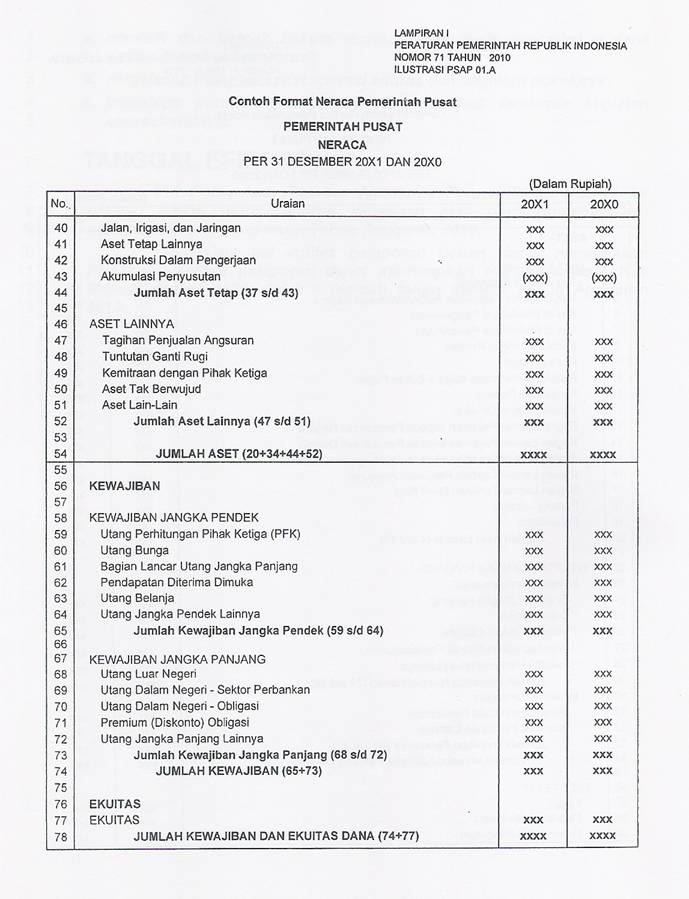 LAMPIRAN I
PERATURAN PEMERINTAH REPUBLIK INDONESIA
NOMOR 71 TAHUN 2010
ILUSTRASI PSAP 01.A
Contoh Format Neraca Pemerintah Pusat
PEMERINTAH PUSAT
NERACA
PER 31 DESEMBER 20X1 DAN 20X0
(Dalam Rupiah)
No. Uraian 20X1 20X0
40 Jalan, Irigasi, dan Jaringan xxx xxx
41 Aset Tetap Lainnya xxx xxx
42 Konstruksi Dalam Pengerjaan xxx xxx
43 Akumulasi Penyusutan (xxx) (xxx)
44 Jumlah Aset Tetap (37 s/d 43) xxx xxx
45
46 ASET LAINNYA
47 Tagihan Penjualan Angsuran xxx xxx
48 Tuntutan Ganti Rugi xxx xxx
49 Kemitraan dengan Pihak Ketiga xxx xxx
50 Aset Tak Berwujud xxx xxx
51 Aset Lain-Lain xxx xxx
52 Jumlah Aset Lainnya (47 s/d 51) xxx xxx
53
54 JUMLAH ASET (20+34+44+52) xxxx xxxx
55
56 KEWAJIBAN
57
58 KEWAJIBAN JANGKA PENDEK
59 Utang Perhitungan Pihak Ketiga (PFK) xxx xxx
60 Utang Bunga xxx xxx
61 Bagian Lancar Utang Jangka Panjang xxx xxx
62 Pendapatan Diterima Dimuka xxx xxx
63 Utang Belanja xxx xxx
64 Utang Jangka Pendek Lainnya xxx xxx
65 Jumlah Kewajiban Jangka Pendek (59 s/d 64) xxx xxx
66
67 KEWAJIBAN JANGKA PANJANG
68 Utang Luar Negeri xxx xxx
69 Utang Dalam Negeri - Sektor Perbankan xxx xxx
70 Utang Dalam Negeri - Obligasi xxx xxx
71 Premium (Diskonto) Obligasi xxx xxx
72 Utang Jangka Panjang Lainnya xxx xxx
73 Jumlah Kewajiban Jangka Panjang (68 s/d 72) xxx xxx
74 JUMLAH KEWAJIBAN (65+73) xxx xxx
75
76 EKUITAS
77 EKUITAS xxx xxx
78 JUMLAH KEWAJIBAN DAN EKUITAS DANA (74+77) xxxx xxxx